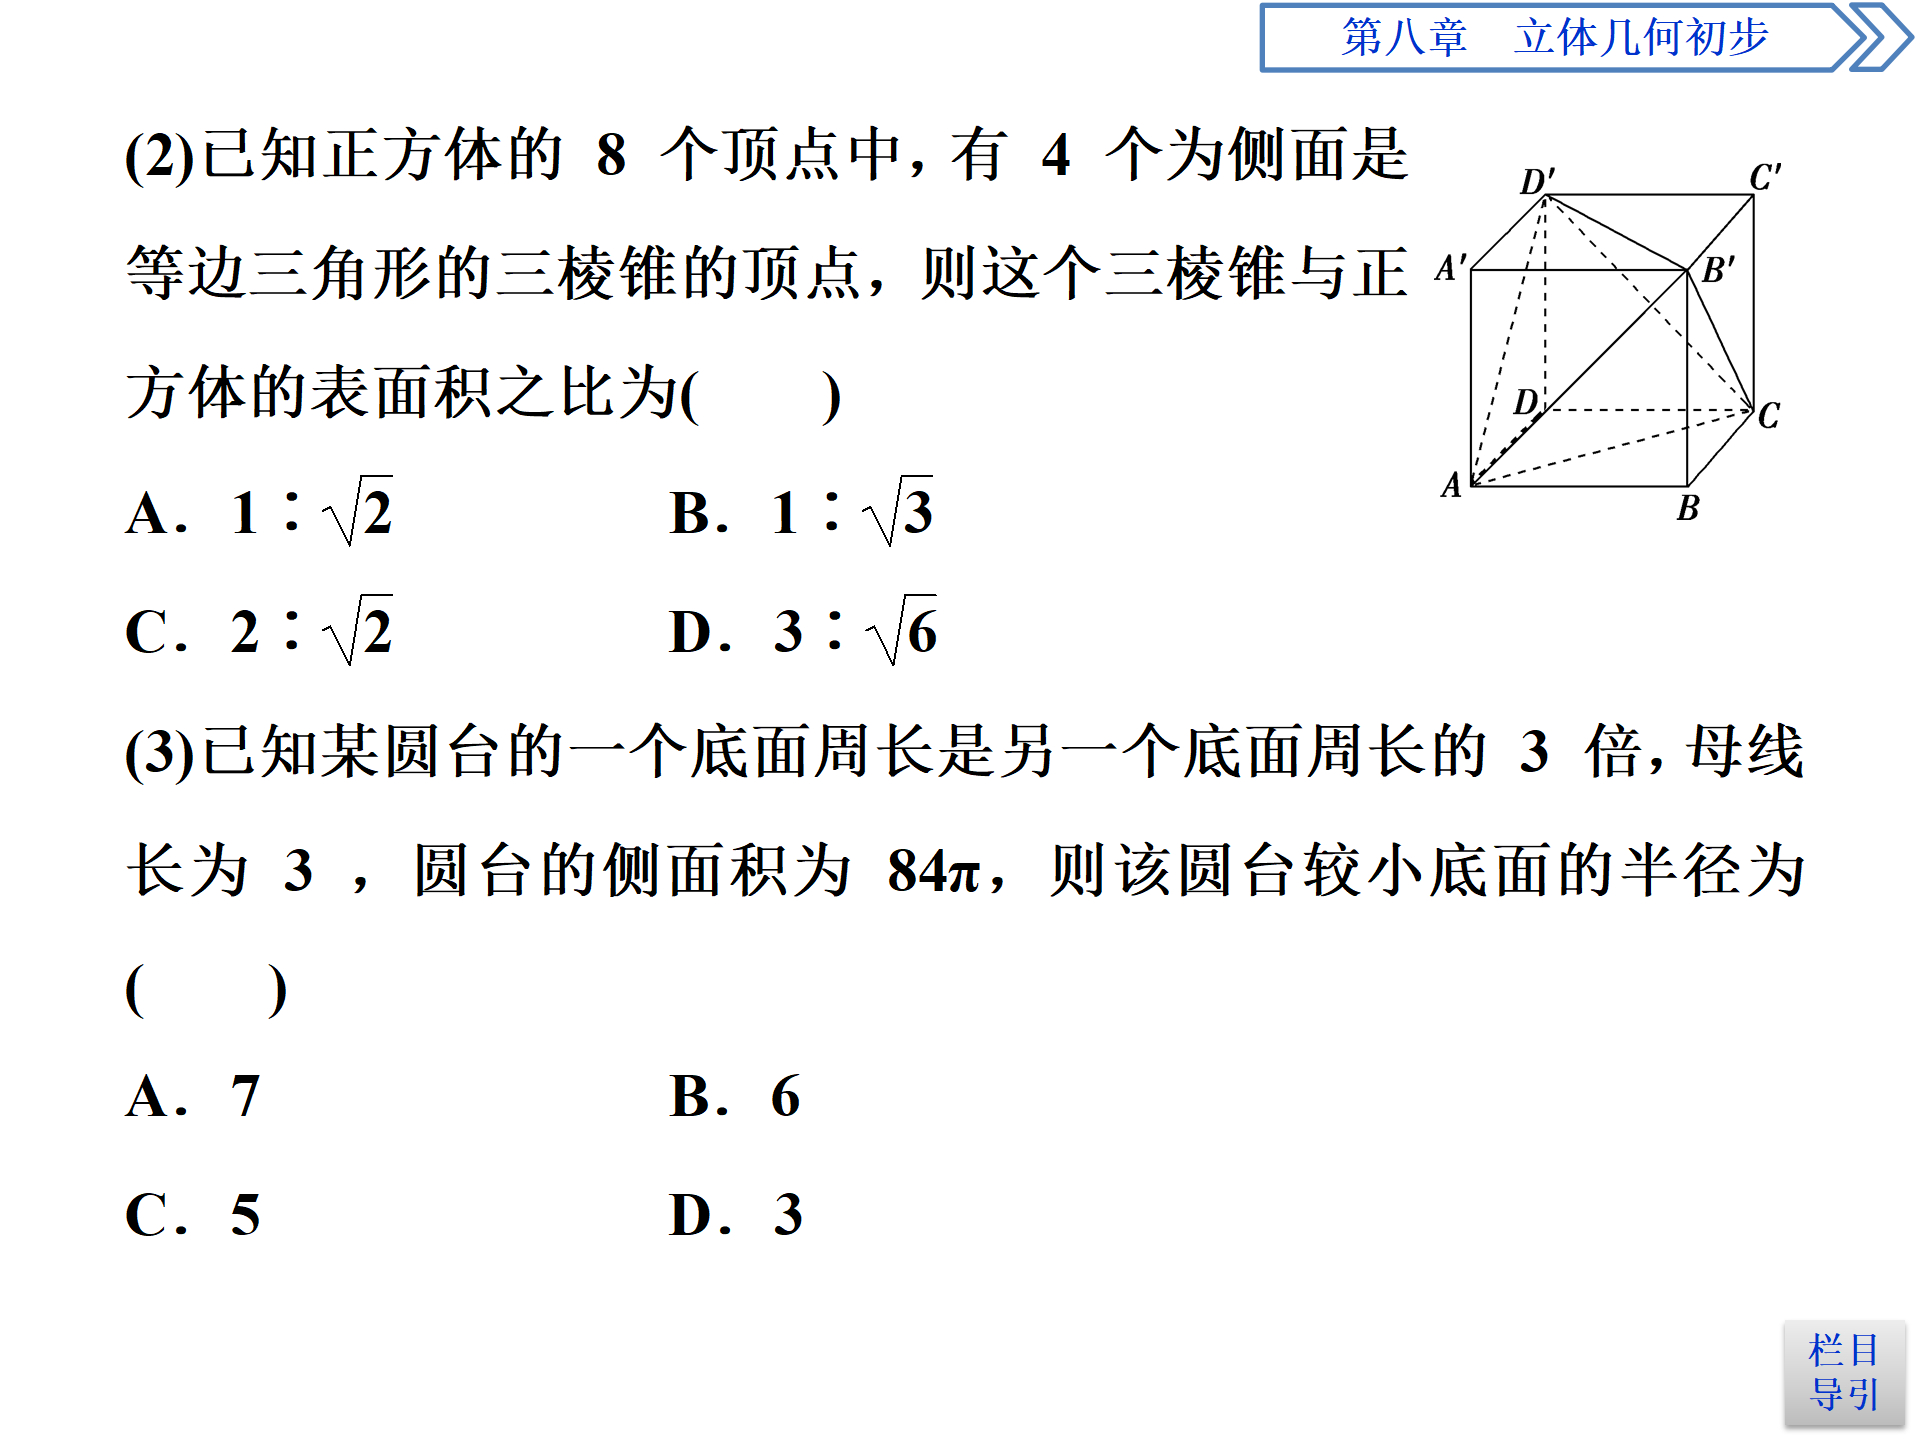 第八章　立体几何初步
(2)已知正方体的 8 个顶点中，有 4 个为侧面是
等边三角形的三棱锥的顶点，则这个三棱锥与正
方体的表面积之比为(　　)
A．1∶√2　　B．1∶√3
C．2∶√2　　D．3∶√6
D′ C′
A′ B′
D C
A B
(3)已知某圆台的一个底面周长是另一个底面周长的 3 倍，母线
长为 3 ，圆台的侧面积为 84π，则该圆台较小底面的半径为
(　　)
A．7　　B．6
C．5　　D．3
栏目
导引